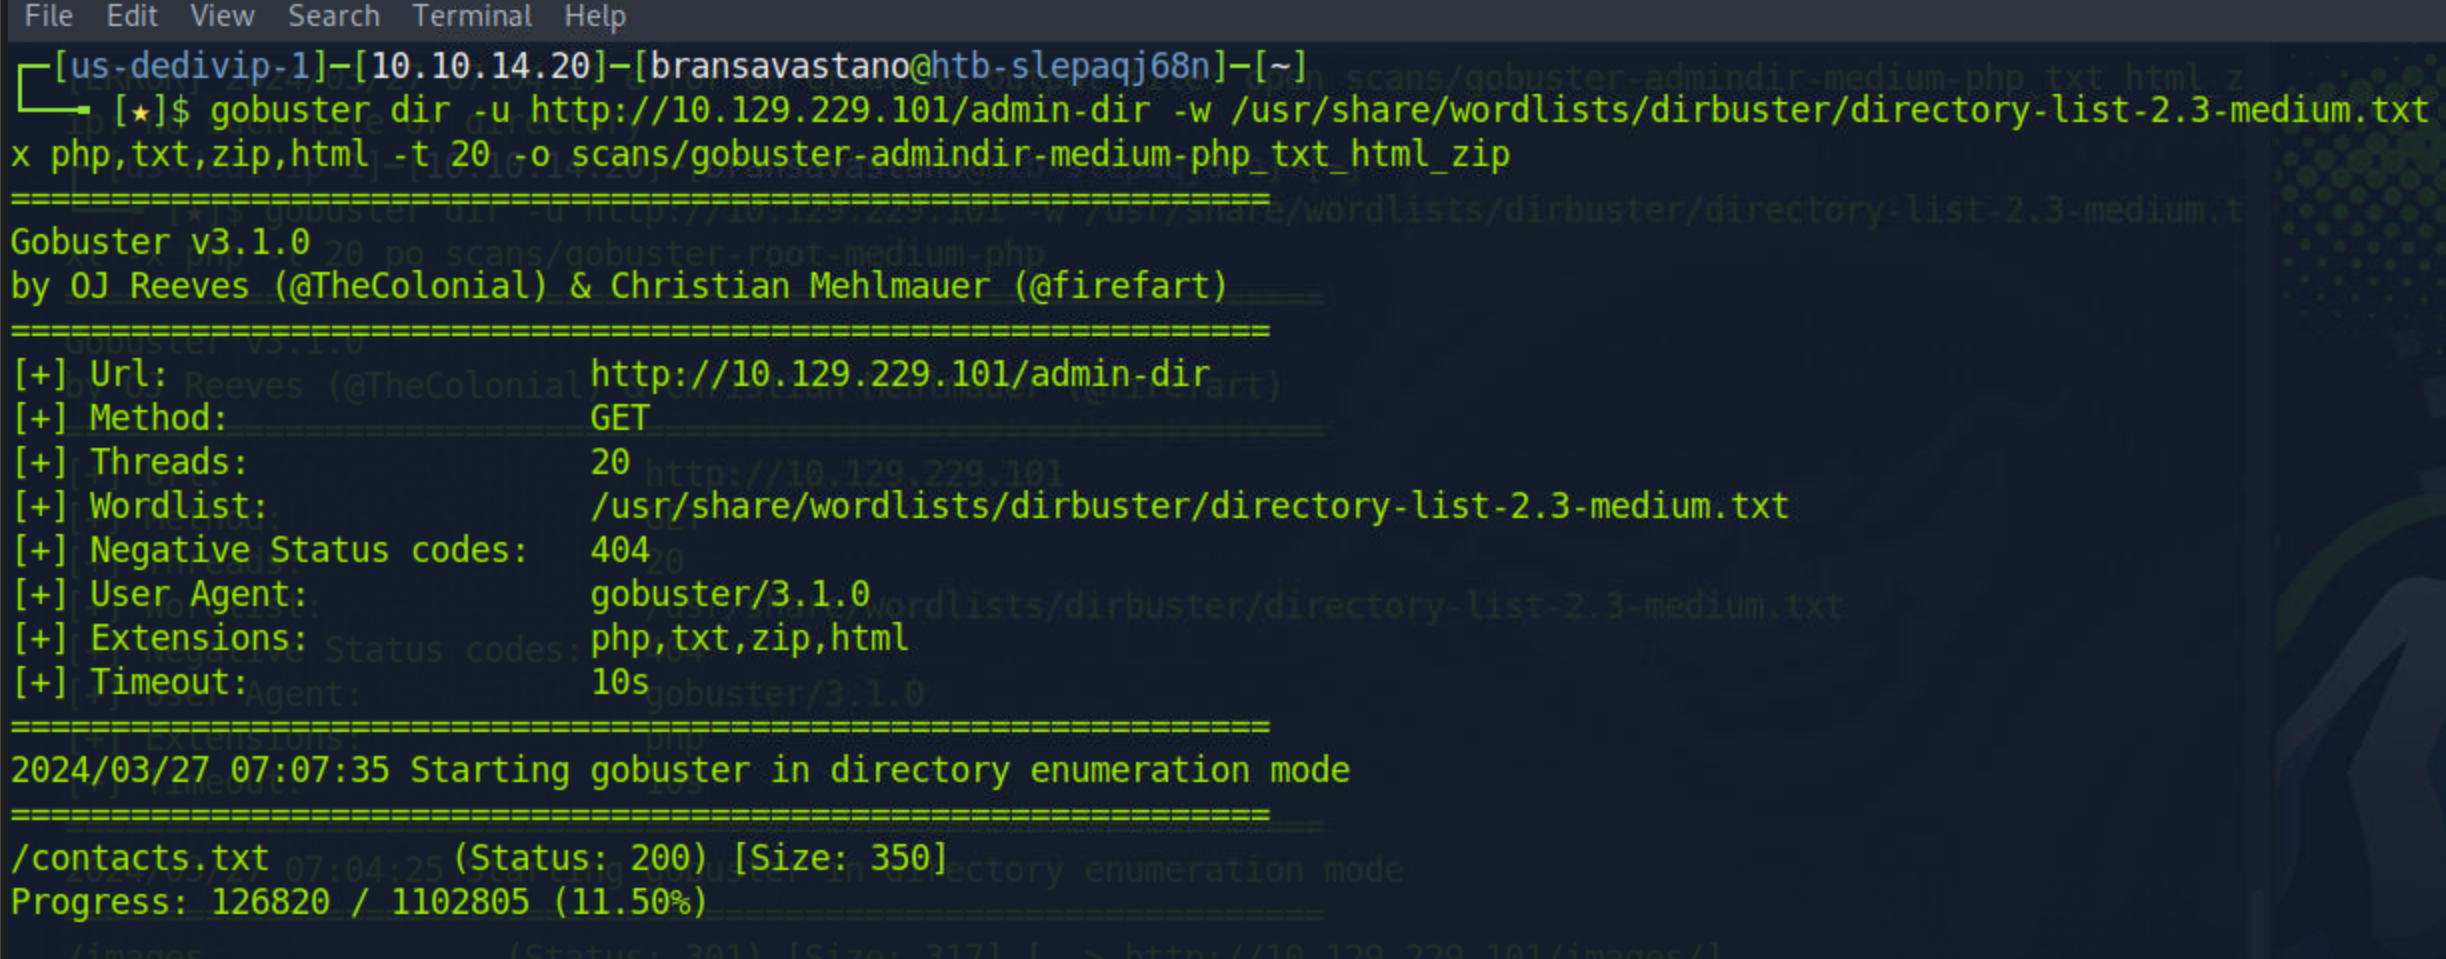 File Edit View Search Terminal Help
┌─[us-dedivip-1]─[10.10.14.20]─[bransavastano@htb-slepaqj68n]─[~]
└──╼ [★]$ gobuster dir -u http://10.129.229.101/admin-dir -w /usr/share/wordlists/dirbuster/directory-list-2.3-medium.txt
x php,txt,zip,html -t 20 -o scans/gobuster-admindir-medium-php_txt_html_zip
===============================================================
Gobuster v3.1.0
by OJ Reeves (@TheColonial) & Christian Mehlmauer (@firefart)
===============================================================
[+] Url:                     http://10.129.229.101/admin-dir
[+] Method:                  GET
[+] Threads:                 20
[+] Wordlist:                /usr/share/wordlists/dirbuster/directory-list-2.3-medium.txt
[+] Negative Status codes:   404
[+] User Agent:              gobuster/3.1.0
[+] Extensions:              php,txt,zip,html
[+] Timeout:                 10s
===============================================================
2024/03/27 07:07:35 Starting gobuster in directory enumeration mode
===============================================================
/contacts.txt         (Status: 200) [Size: 350]
Progress: 126820 / 1102805 (11.50%)